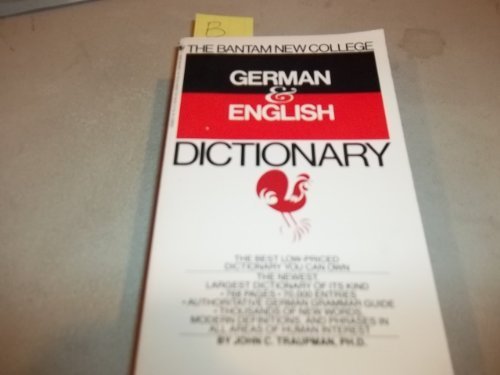 B
THE BANTAM NEW COLLEGE
GERMAN
&
ENGLISH
DICTIONARY
THE BEST LOW-PRICED
DICTIONARY YOU CAN OWN
THE NEWEST
LARGEST DICTIONARY OF ITS KIND
• 768 PAGES • 70,000 ENTRIES
• AUTHORITATIVE GERMAN GRAMMAR GUIDE
• THOUSANDS OF NEW WORDS,
MODERN DEFINITIONS, AND PHRASES IN
ALL AREAS OF HUMAN INTEREST
BY JOHN C. TRAUPMAN, PH.D.